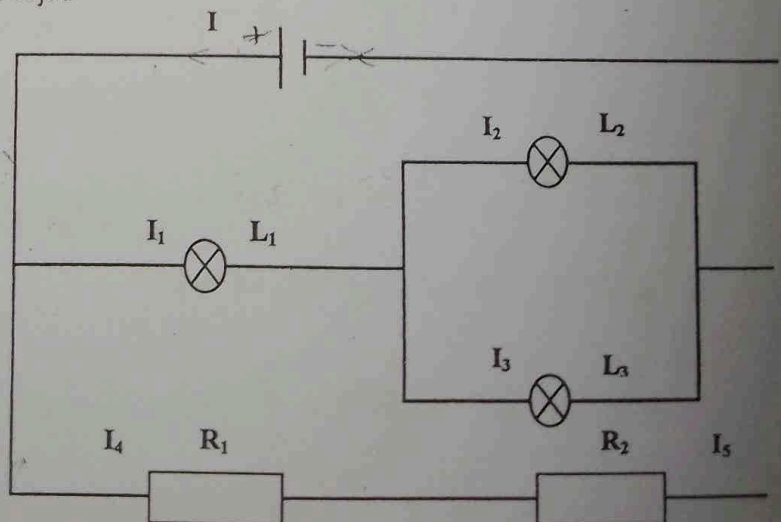 I + -
I₂ L₂
I₁ L₁
I₃ L₃
I₄ R₁ R₂ I₅